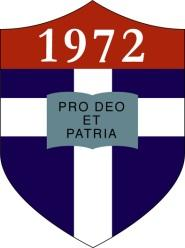 1972
PRO DEO
ET
PATRIA